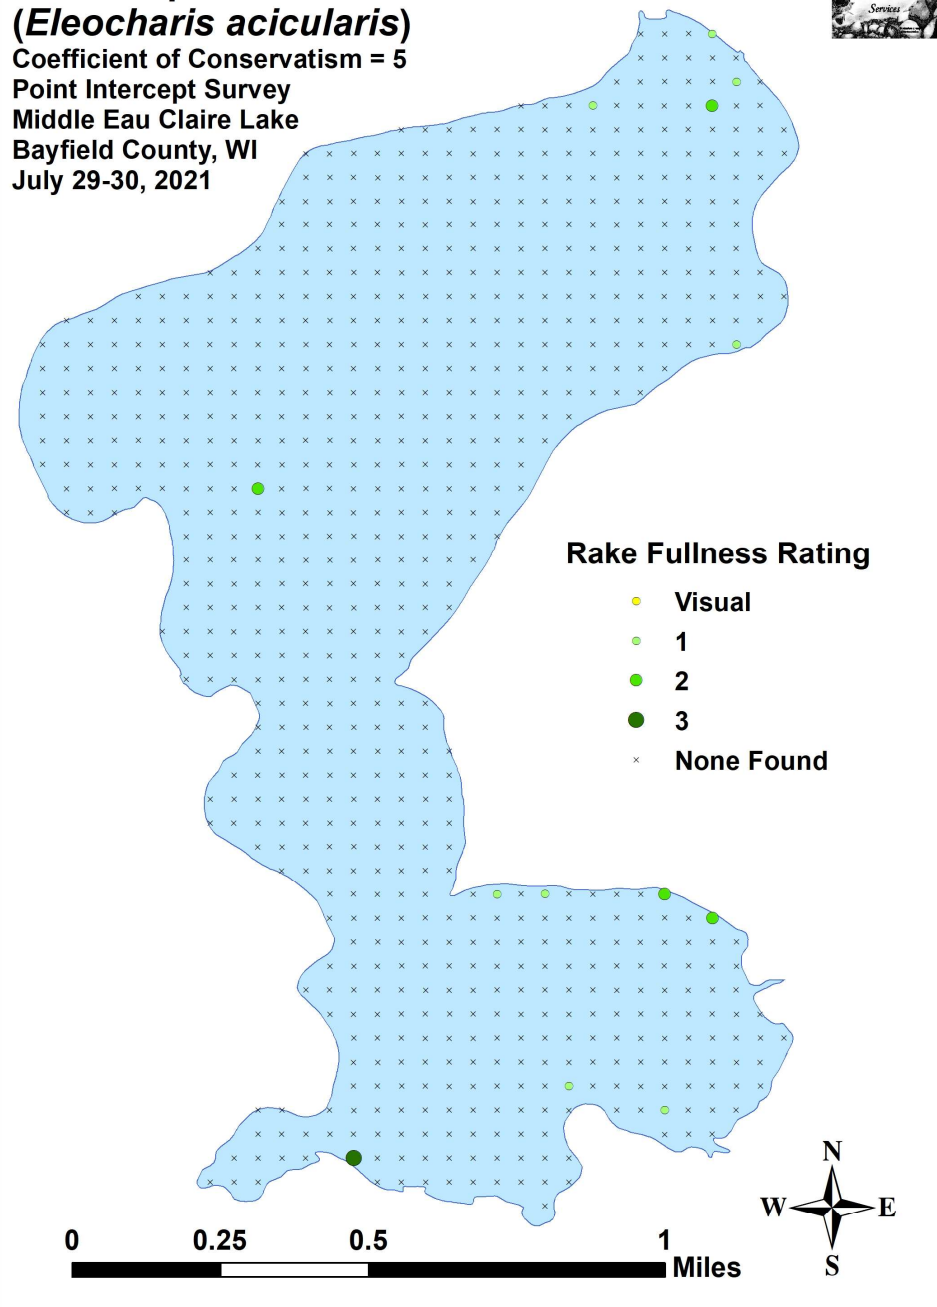 (Eleocharis acicularis)
Coefficient of Conservatism = 5
Point Intercept Survey
Middle Eau Claire Lake
Bayfield County, WI
July 29-30, 2021
Services
Rake Fullness Rating
Visual
1
2
3
None Found
N
W E
S
0 0.25 0.5 1
Miles